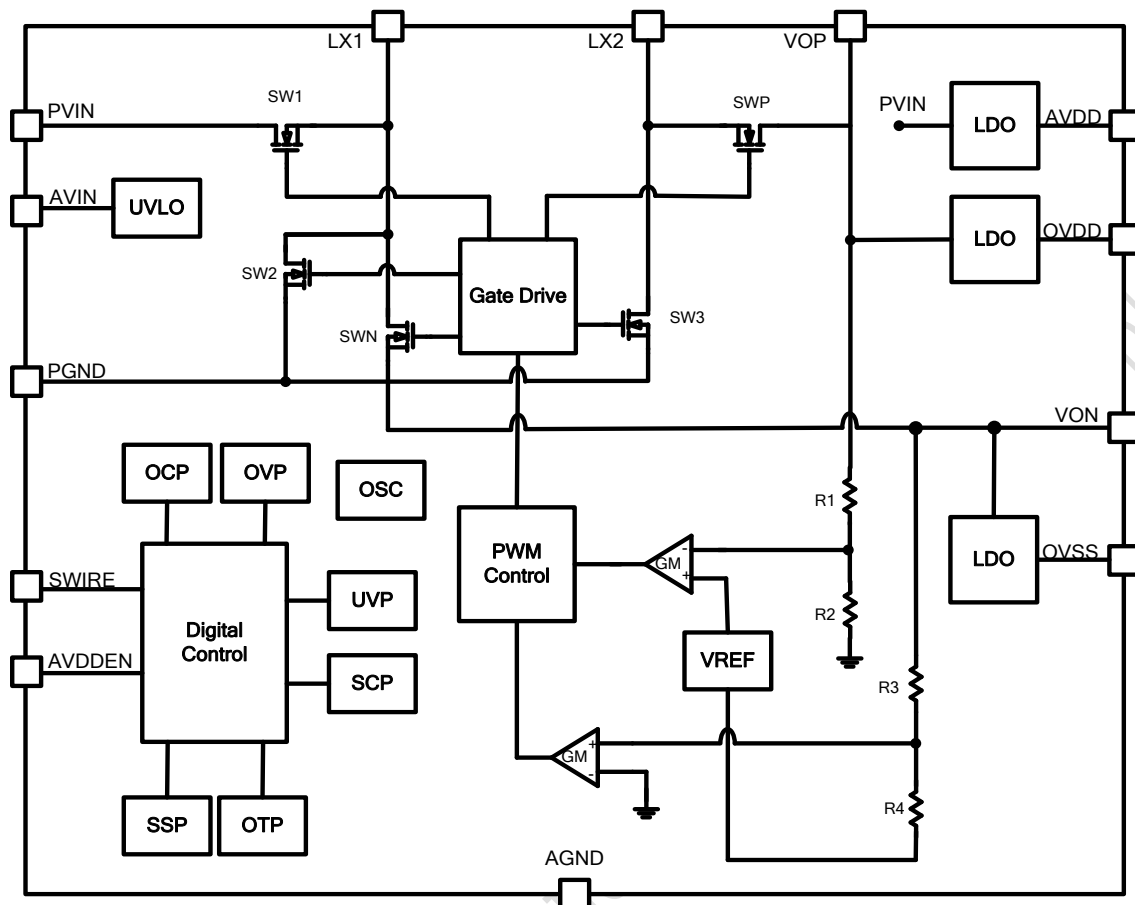 LX1
LX2
VOP
PVIN
SW1
SWP
PVIN
LDO
AVDD
AVIN
UVLO
LDO
OVDD
SW2
Gate Drive
SWN
SW3
PGND
VON
OCP
OVP
OSC
R1
PWM
Control
GM
-
+
LDO
OVSS
SWIRE
UVP
R2
Digital
Control
VREF
AVDDEN
SCP
R3
GM
+
-
SSP
OTP
R4
AGND